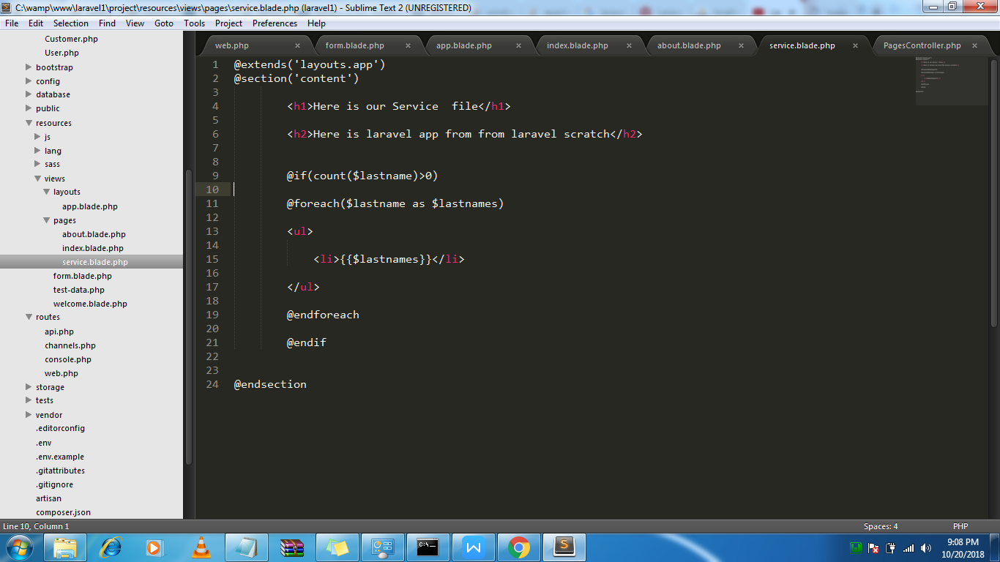 C:\wamp\www\laravel1\project\resources\views\pages\service.blade.php (laravel1) - Sublime Text 2 (UNREGISTERED)
File Edit Selection Find View Goto Tools Project Preferences Help
Customer.php
User.php
bootstrap
config
database
public
resources
js
lang
sass
views
layouts
app.blade.php
pages
about.blade.php
index.blade.php
service.blade.php
form.blade.php
test-data.php
welcome.blade.php
routes
api.php
channels.php
console.php
web.php
storage
tests
vendor
.editorconfig
.env
.env.example
.gitattributes
.gitignore
artisan
composer.json
web.php × form.blade.php × app.blade.php × index.blade.php × about.blade.php × service.blade.php × PagesController.php ×
1 @extends('layouts.app')
2 @section('content')
3
4 <h1>Here is our Service  file</h1>
5
6 <h2>Here is laravel app from from laravel scratch</h2>
7
8
9 @if(count($lastname)>0)
10
11 @foreach($lastname as $lastnames)
12
13 <ul>
14
15 <li>{{$lastnames}}</li>
16
17 </ul>
18
19 @endforeach
20
21 @endif
22
23
24 @endsection
Line 10, Column 1 Spaces: 4 PHP
9:08 PM
10/20/2018